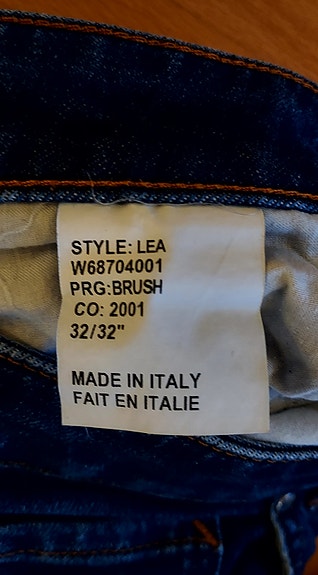 STYLE: LEA
W68704001
PRG:BRUSH
CO: 2001
32/32"
MADE IN ITALY
FAIT EN ITALIE